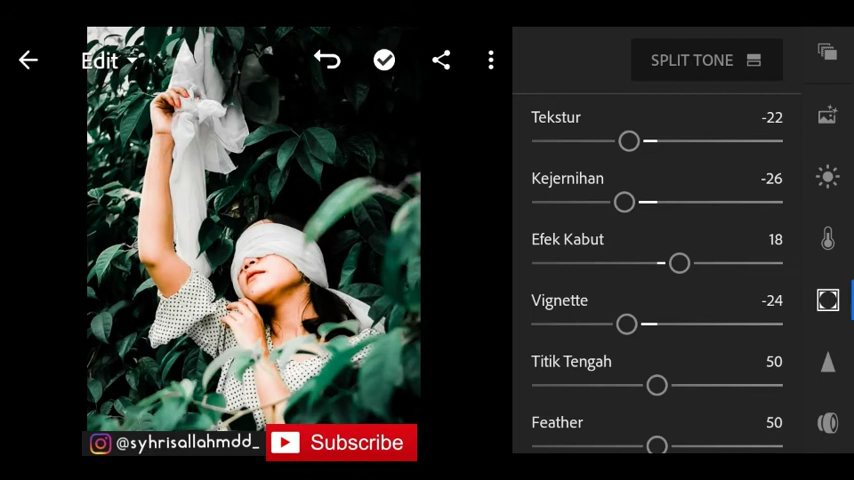 Edit
SPLIT TONE
Tekstur -22
Kejernihan -26
Efek Kabut 18
Vignette -24
Titik Tengah 50
Feather 50
@syhrisallahmdd_
Subscribe